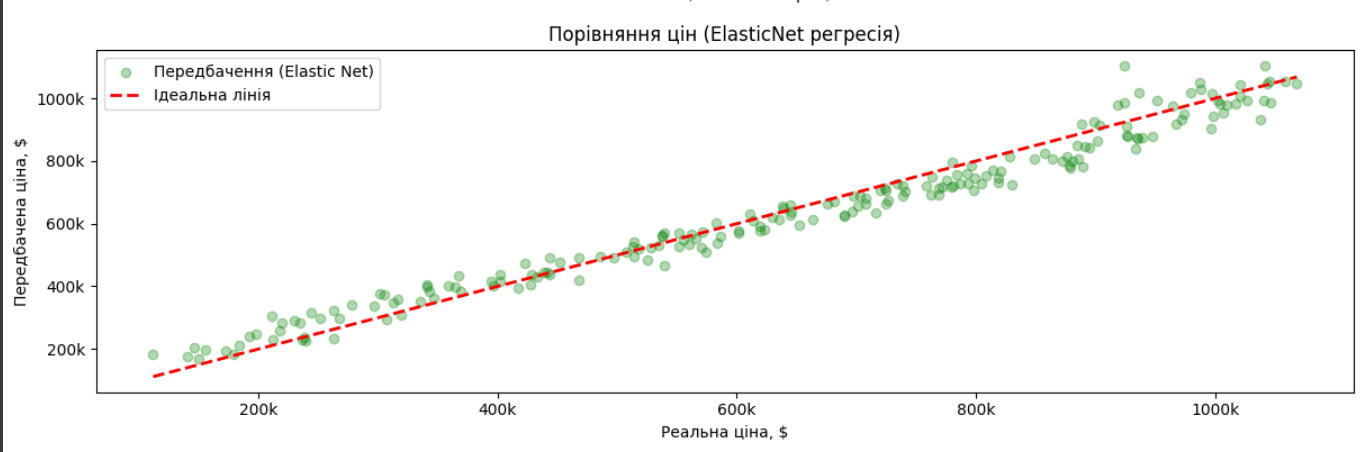 Порівняння цін (ElasticNet регресія)
Передбачення (Elastic Net)
Ідеальна лінія
Передбачена ціна, $
1000k
800k
600k
400k
200k
200k
400k
600k
800k
1000k
Реальна ціна, $